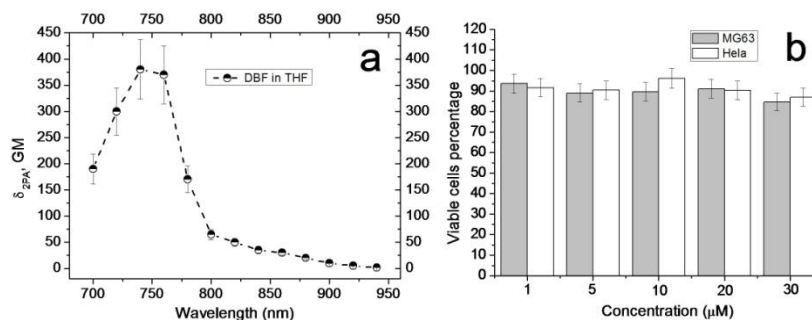 700 750 800 850 900 950
a
DBF in THF
450 450
400 400
350 350
300 300
250 250
200 200
150 150
100 100
50 50
0 0
δ2PA, GM
700 750 800 850 900 950
Wavelength (nm)
b
MG63
Hela
120
110
100
90
80
70
60
50
40
30
20
10
0
Viable cells percentage
1 5 10 20 30
Concentration (μM)